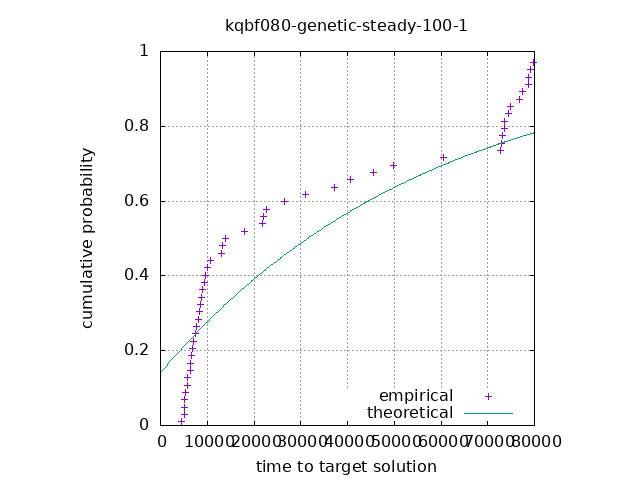 kqbf080-genetic-steady-100-1
1
0.8
0.6
0.4
0.2
0
cumulative probability
empirical
theoretical
0 10000 20000 30000 40000 50000 60000 70000 80000
time to target solution